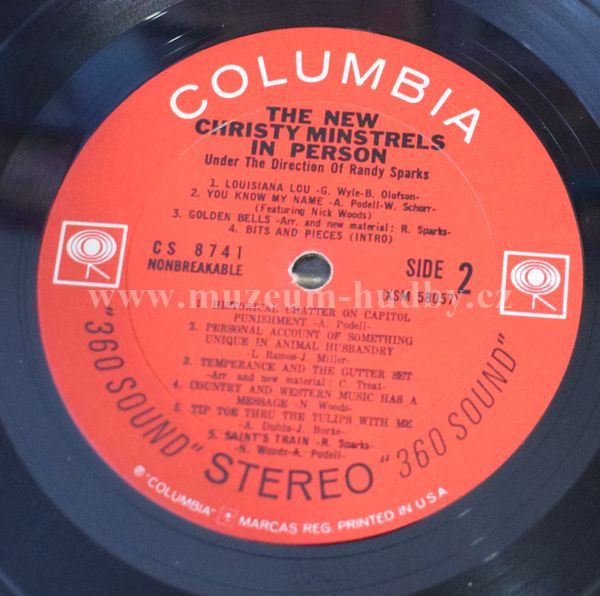 COLUMBIA
THE NEW
CHRISTY MINSTRELS
IN PERSON
Under The Direction Of Randy Sparks
1. LOUISIANA LOU -G. Wyle-B. Olofson-
2. YOU KNOW MY NAME -A. Podell-W. Schorr-
(Featuring Nick Woods)
3. GOLDEN BELLS -Arr. and new material: R. Sparks-
4. BITS AND PIECES (INTRO)
CS 8741
NONBREAKABLE
SIDE 2
XSM 58057
www.muzeum-hudby.cz
1. HISTORICAL CHATTER ON CAPITOL
PUNISHMENT -A. Podell-
2. PERSONAL ACCOUNT OF SOMETHING
UNIQUE IN ANIMAL HUSBANDRY
-L. Ramos-J. Miller-
3. TEMPERANCE AND THE GUTTER SET
-Arr and new material: C. Treat-
4. COUNTRY AND WESTERN MUSIC HAS A
MESSAGE -N. Woods-
5. TIP TOE THRU THE TULIPS WITH ME
-A. Dubin-J. Burke-
5. SAINT'S TRAIN -R. Sparks-
-N. Woods-A. Podell-
"360 SOUND" STEREO "360 SOUND"
® "COLUMBIA" MARCAS REG. PRINTED IN U S A